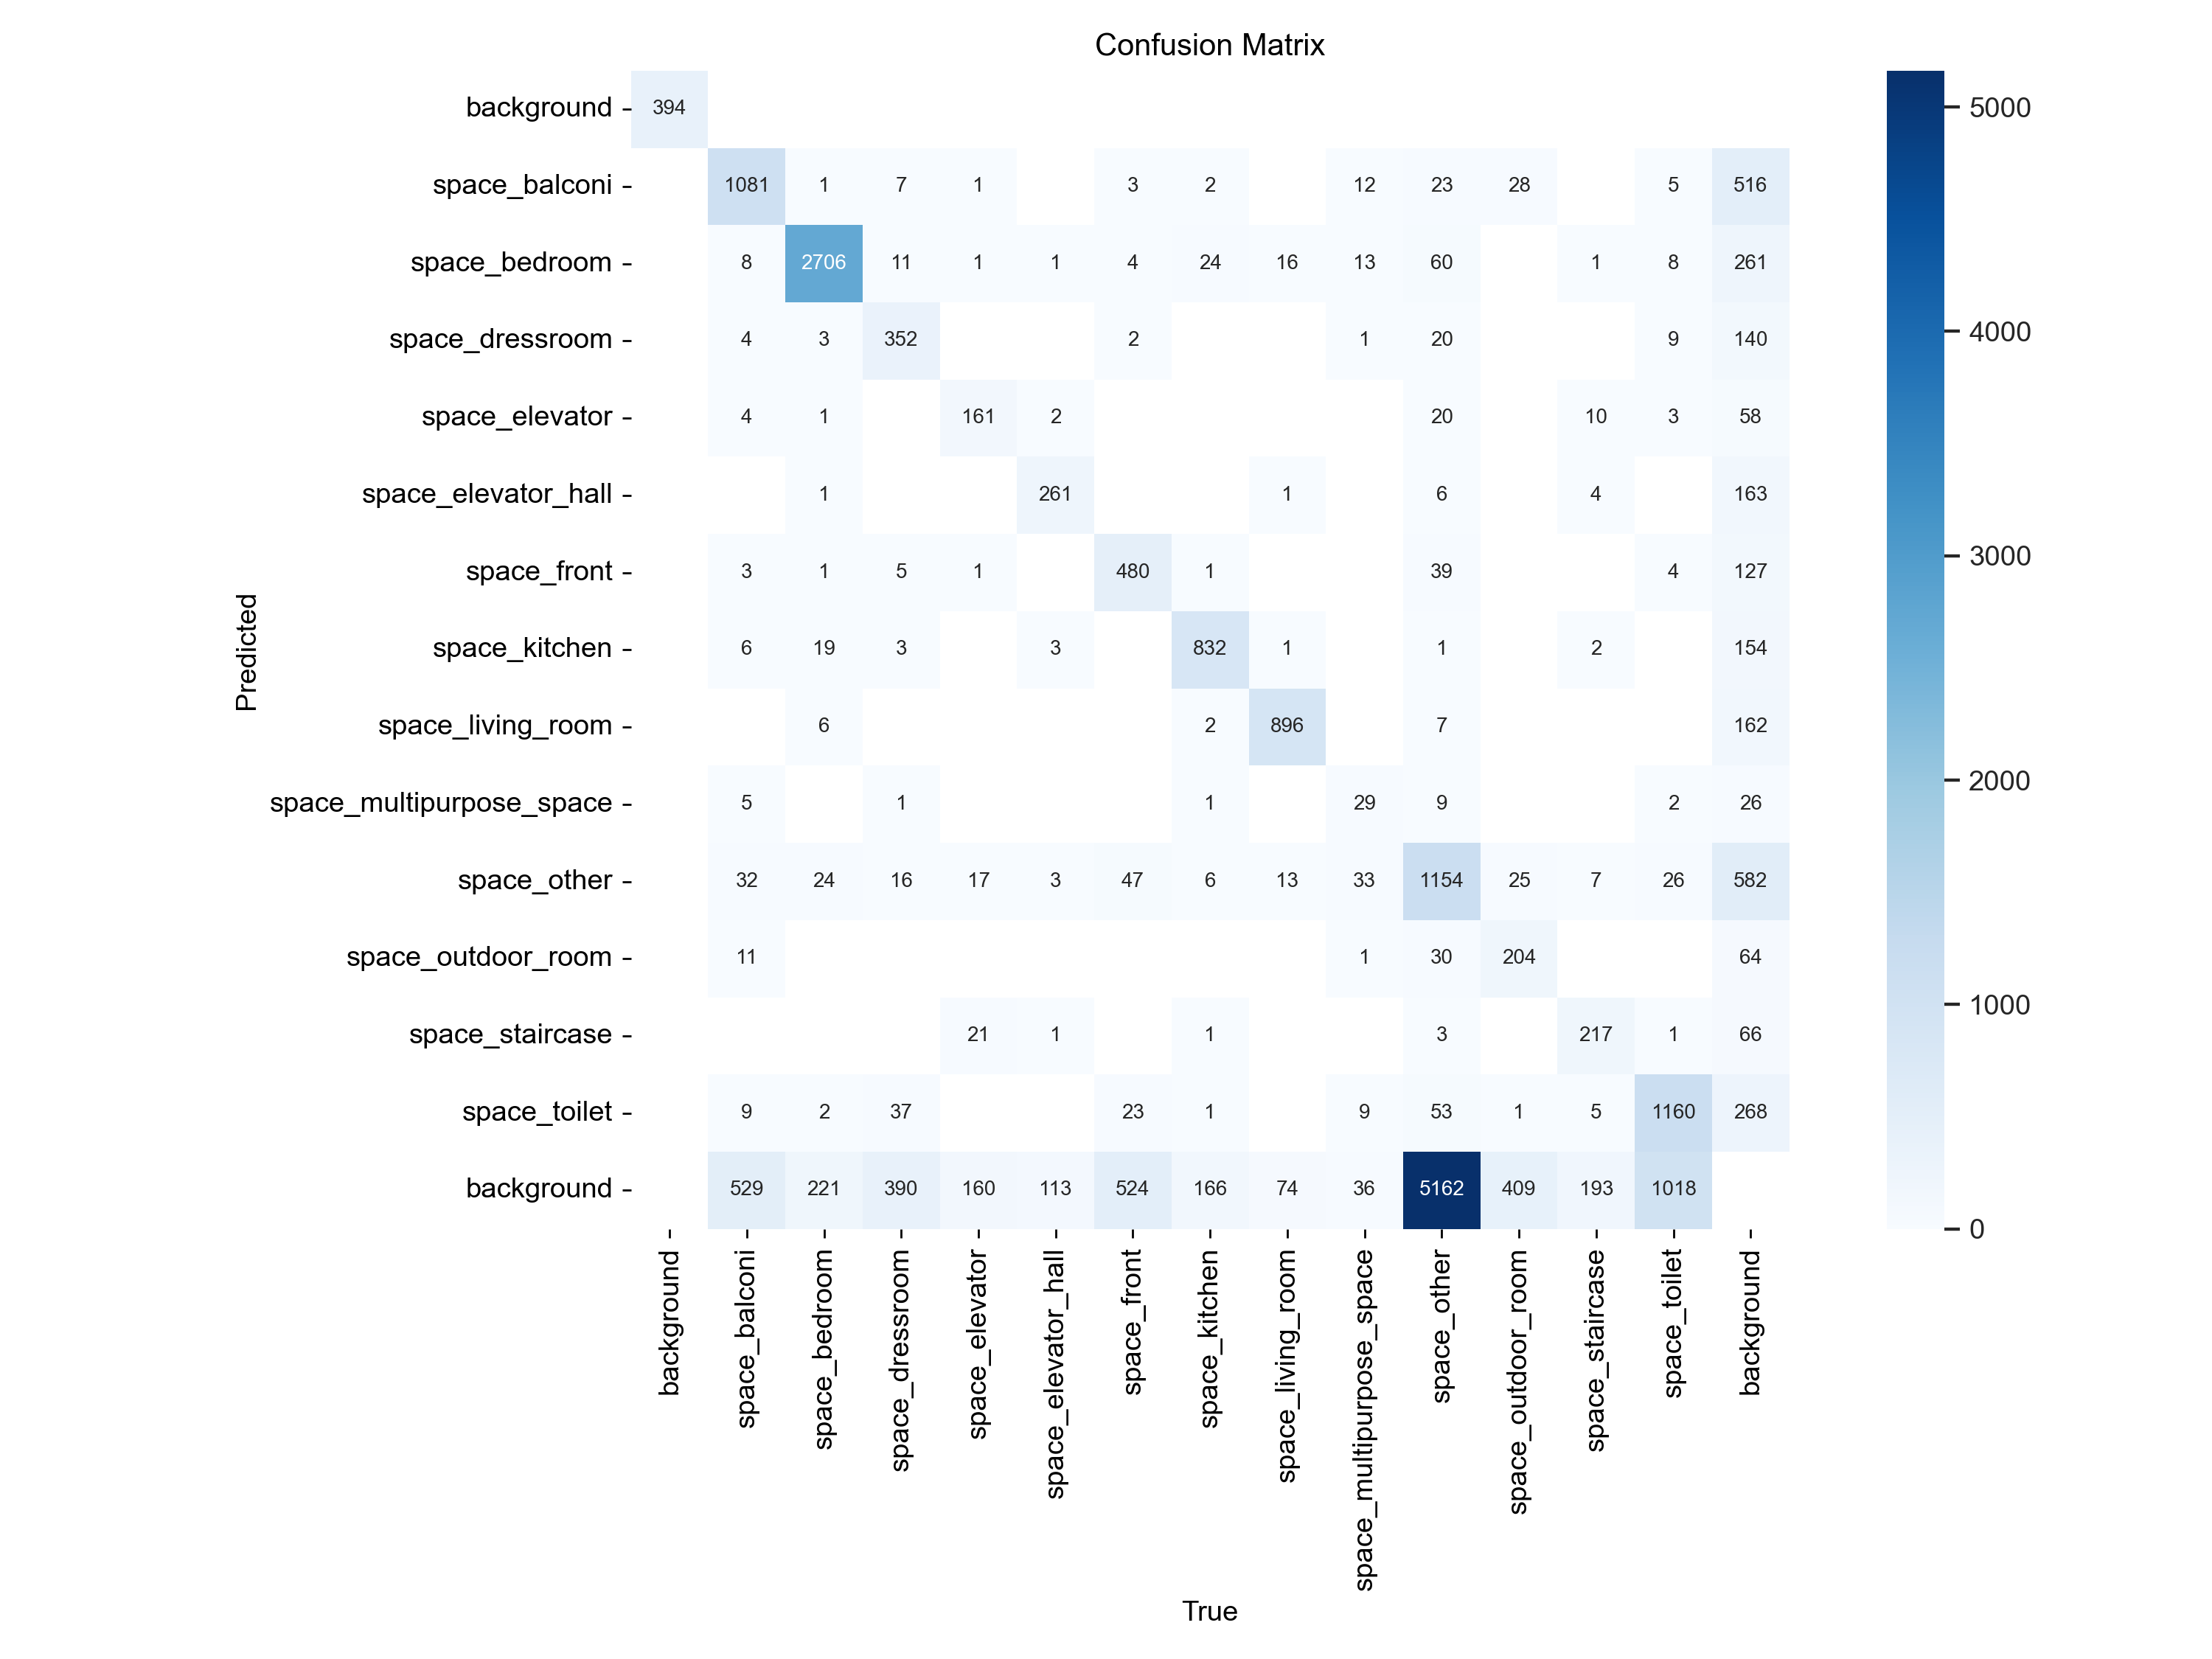 Confusion Matrix
background 394
space_balconi 1081 1 7 1 3 2 12 23 28 5 516
space_bedroom 8 2706 11 1 1 4 24 16 13 60 1 8 261
space_dressroom 4 3 352 2 1 20 9 140
space_elevator 4 1 161 2 20 10 3 58
space_elevator_hall 1 261 1 6 4 163
space_front 3 1 5 1 480 1 39 4 127
space_kitchen 6 19 3 3 832 1 1 2 154
space_living_room 6 2 896 7 162
space_multipurpose_space 5 1 1 29 9 2 26
space_other 32 24 16 17 3 47 6 13 33 1154 25 7 26 582
space_outdoor_room 11 1 30 204 64
space_staircase 21 1 1 3 217 1 66
space_toilet 9 2 37 23 1 9 53 1 5 1160 268
background 529 221 390 160 113 524 166 74 36 5162 409 193 1018
Predicted
background
space_balconi
space_bedroom
space_dressroom
space_elevator
space_elevator_hall
space_front
space_kitchen
space_living_room
space_multipurpose_space
space_other
space_outdoor_room
space_staircase
space_toilet
background
True
5000
4000
3000
2000
1000
0